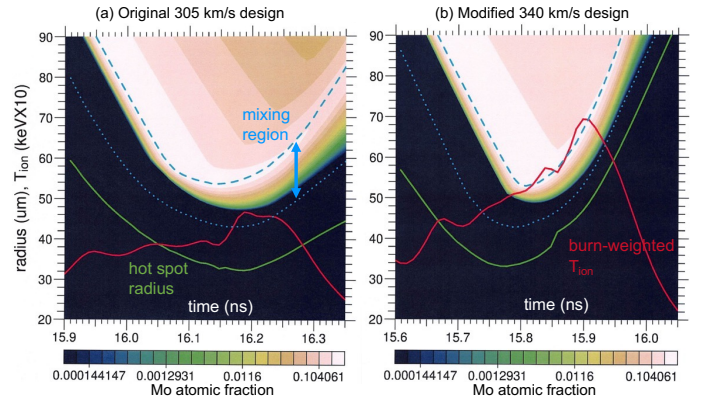 (a) Original 305 km/s design
(b) Modified 340 km/s design
radius (um), T_ion (keVX10)
90
80
70
60
50
40
30
20
mixing
region
hot spot
radius
time (ns)
15.9
16.0
16.1
16.2
16.3
0.000144147
0.0012931
0.0116
0.104061
Mo atomic fraction
90
80
70
60
50
40
30
20
burn-weighted
T_ion
time (ns)
15.6
15.7
15.8
15.9
16.0
0.000144147
0.0012931
0.0116
0.104061
Mo atomic fraction